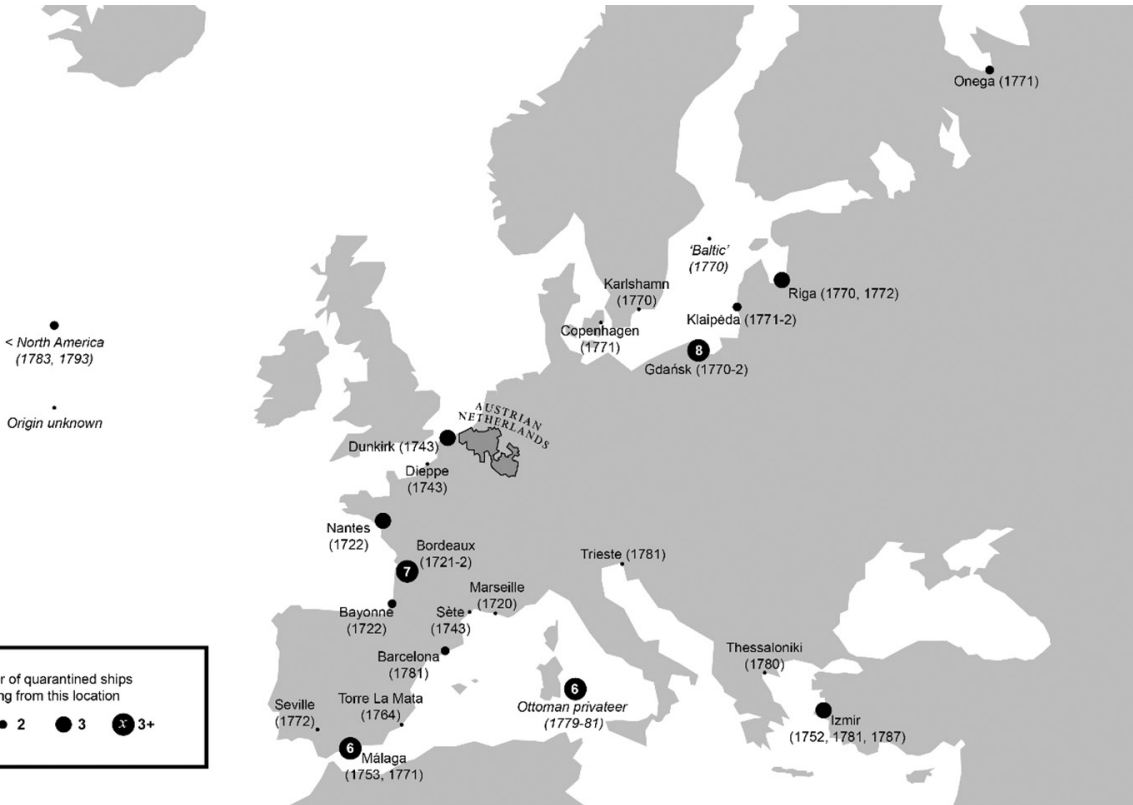 Onega (1771)
'Baltic'
(1770)
Karlshamn
(1770)
Riga (1770, 1772)
Klaipėda (1771-2)
Copenhagen
(1771)
8
Gdańsk (1770-2)
< North America
(1783, 1793)
Origin unknown
AUSTRIAN
NETHERLANDS
Dunkirk (1743)
Dieppe
(1743)
Nantes
(1722)
Bordeaux
(1721-2)
7
Trieste (1781)
Marseille
(1720)
Bayonne
(1722)
Sète
(1743)
Barcelona
(1781)
Thessaloniki
(1780)
6
Ottoman privateer
(1779-81)
Torre La Mata
(1764)
Seville
(1772)
Izmir
(1752, 1781, 1787)
6
Málaga
(1753, 1771)
r of quarantined ships
ng from this location
2 3 x 3+